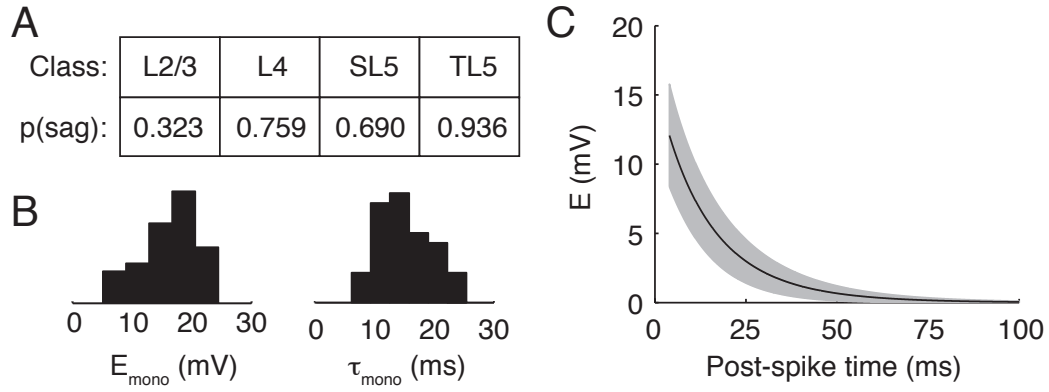 A
Class: L2/3 L4 SL5 TL5
p(sag): 0.323 0.759 0.690 0.936
B
0 10 20 30
E_mono (mV)
0 10 20 30
τ_mono (ms)
C
20
15
10
5
0
E (mV)
0 25 50 75 100
Post-spike time (ms)